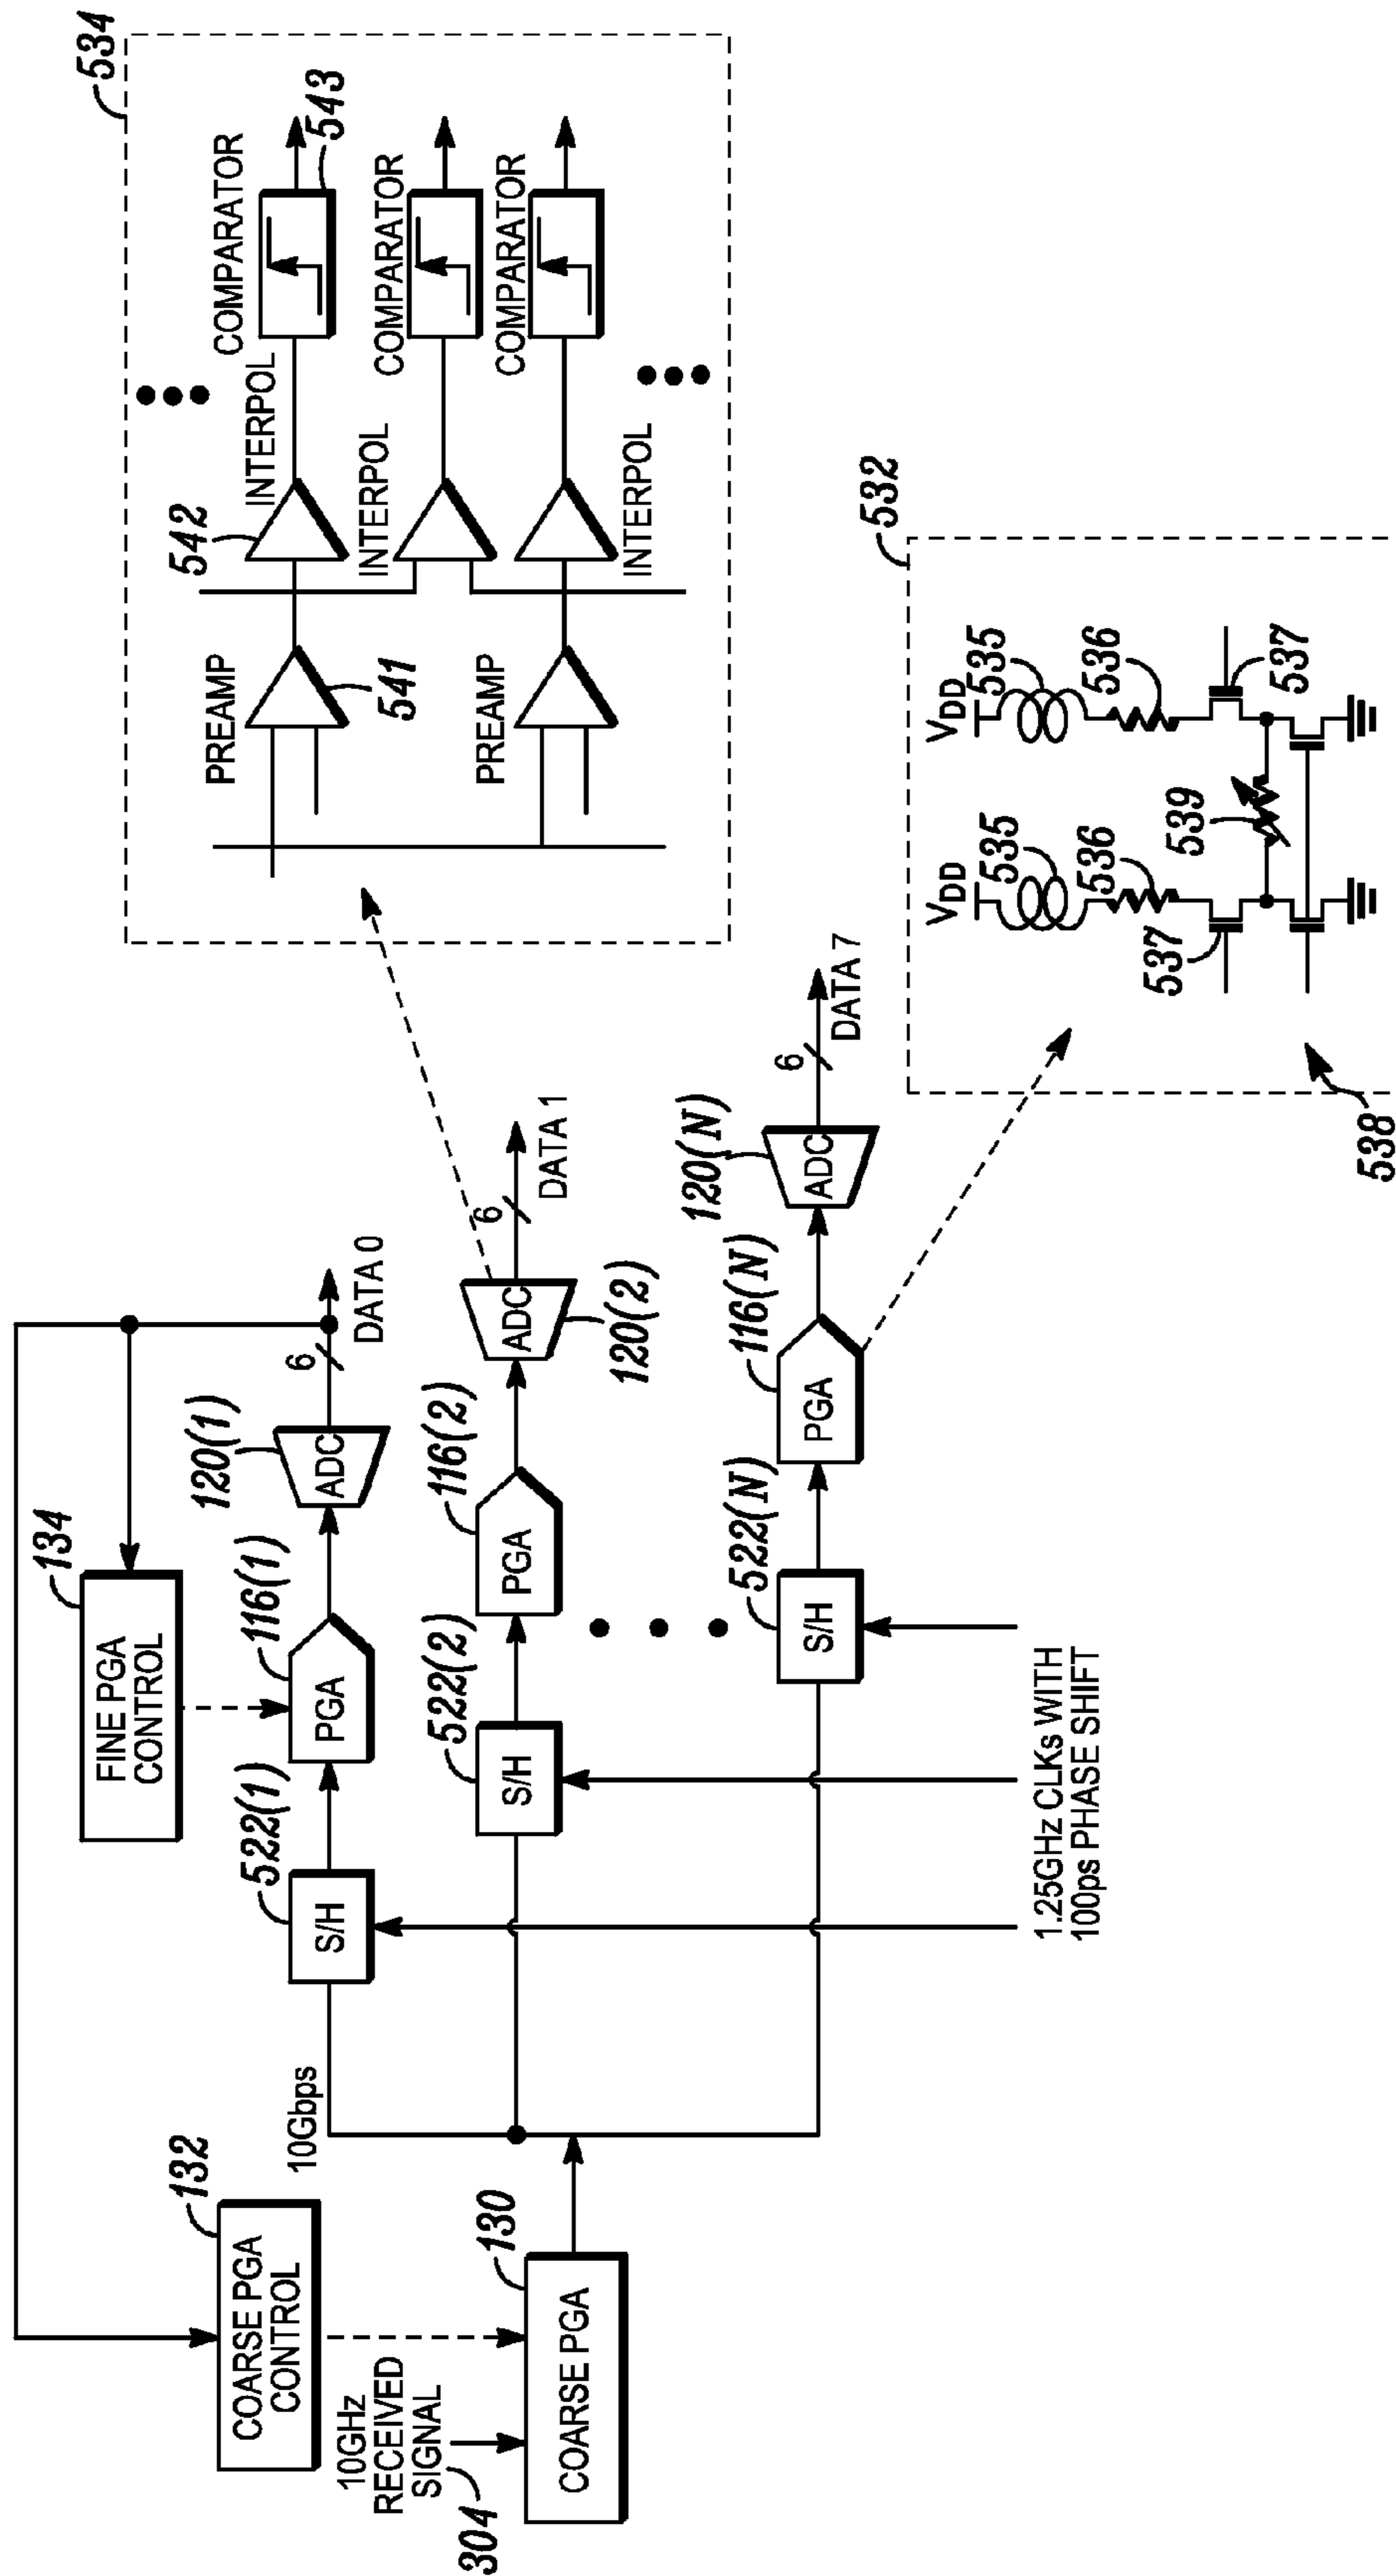 134
FINE PGA
CONTROL
132
COARSE PGA
CONTROL
10GHz
RECEIVED
SIGNAL
304
130
COARSE PGA
10Gbps
522(1)
S/H
116(1)
PGA
120(1)
ADC
6
DATA 0
522(2)
S/H
116(2)
PGA
120(2)
ADC
6
DATA 1
522(N)
S/H
116(N)
PGA
120(N)
ADC
6
DATA 7
1.25GHz CLKs WITH
100ps PHASE SHIFT
534
PREAMP
541
542
INTERPOL
COMPARATOR
543
INTERPOL
COMPARATOR
PREAMP
INTERPOL
COMPARATOR
532
VDD
535
536
537
VDD
535
536
537
539
538